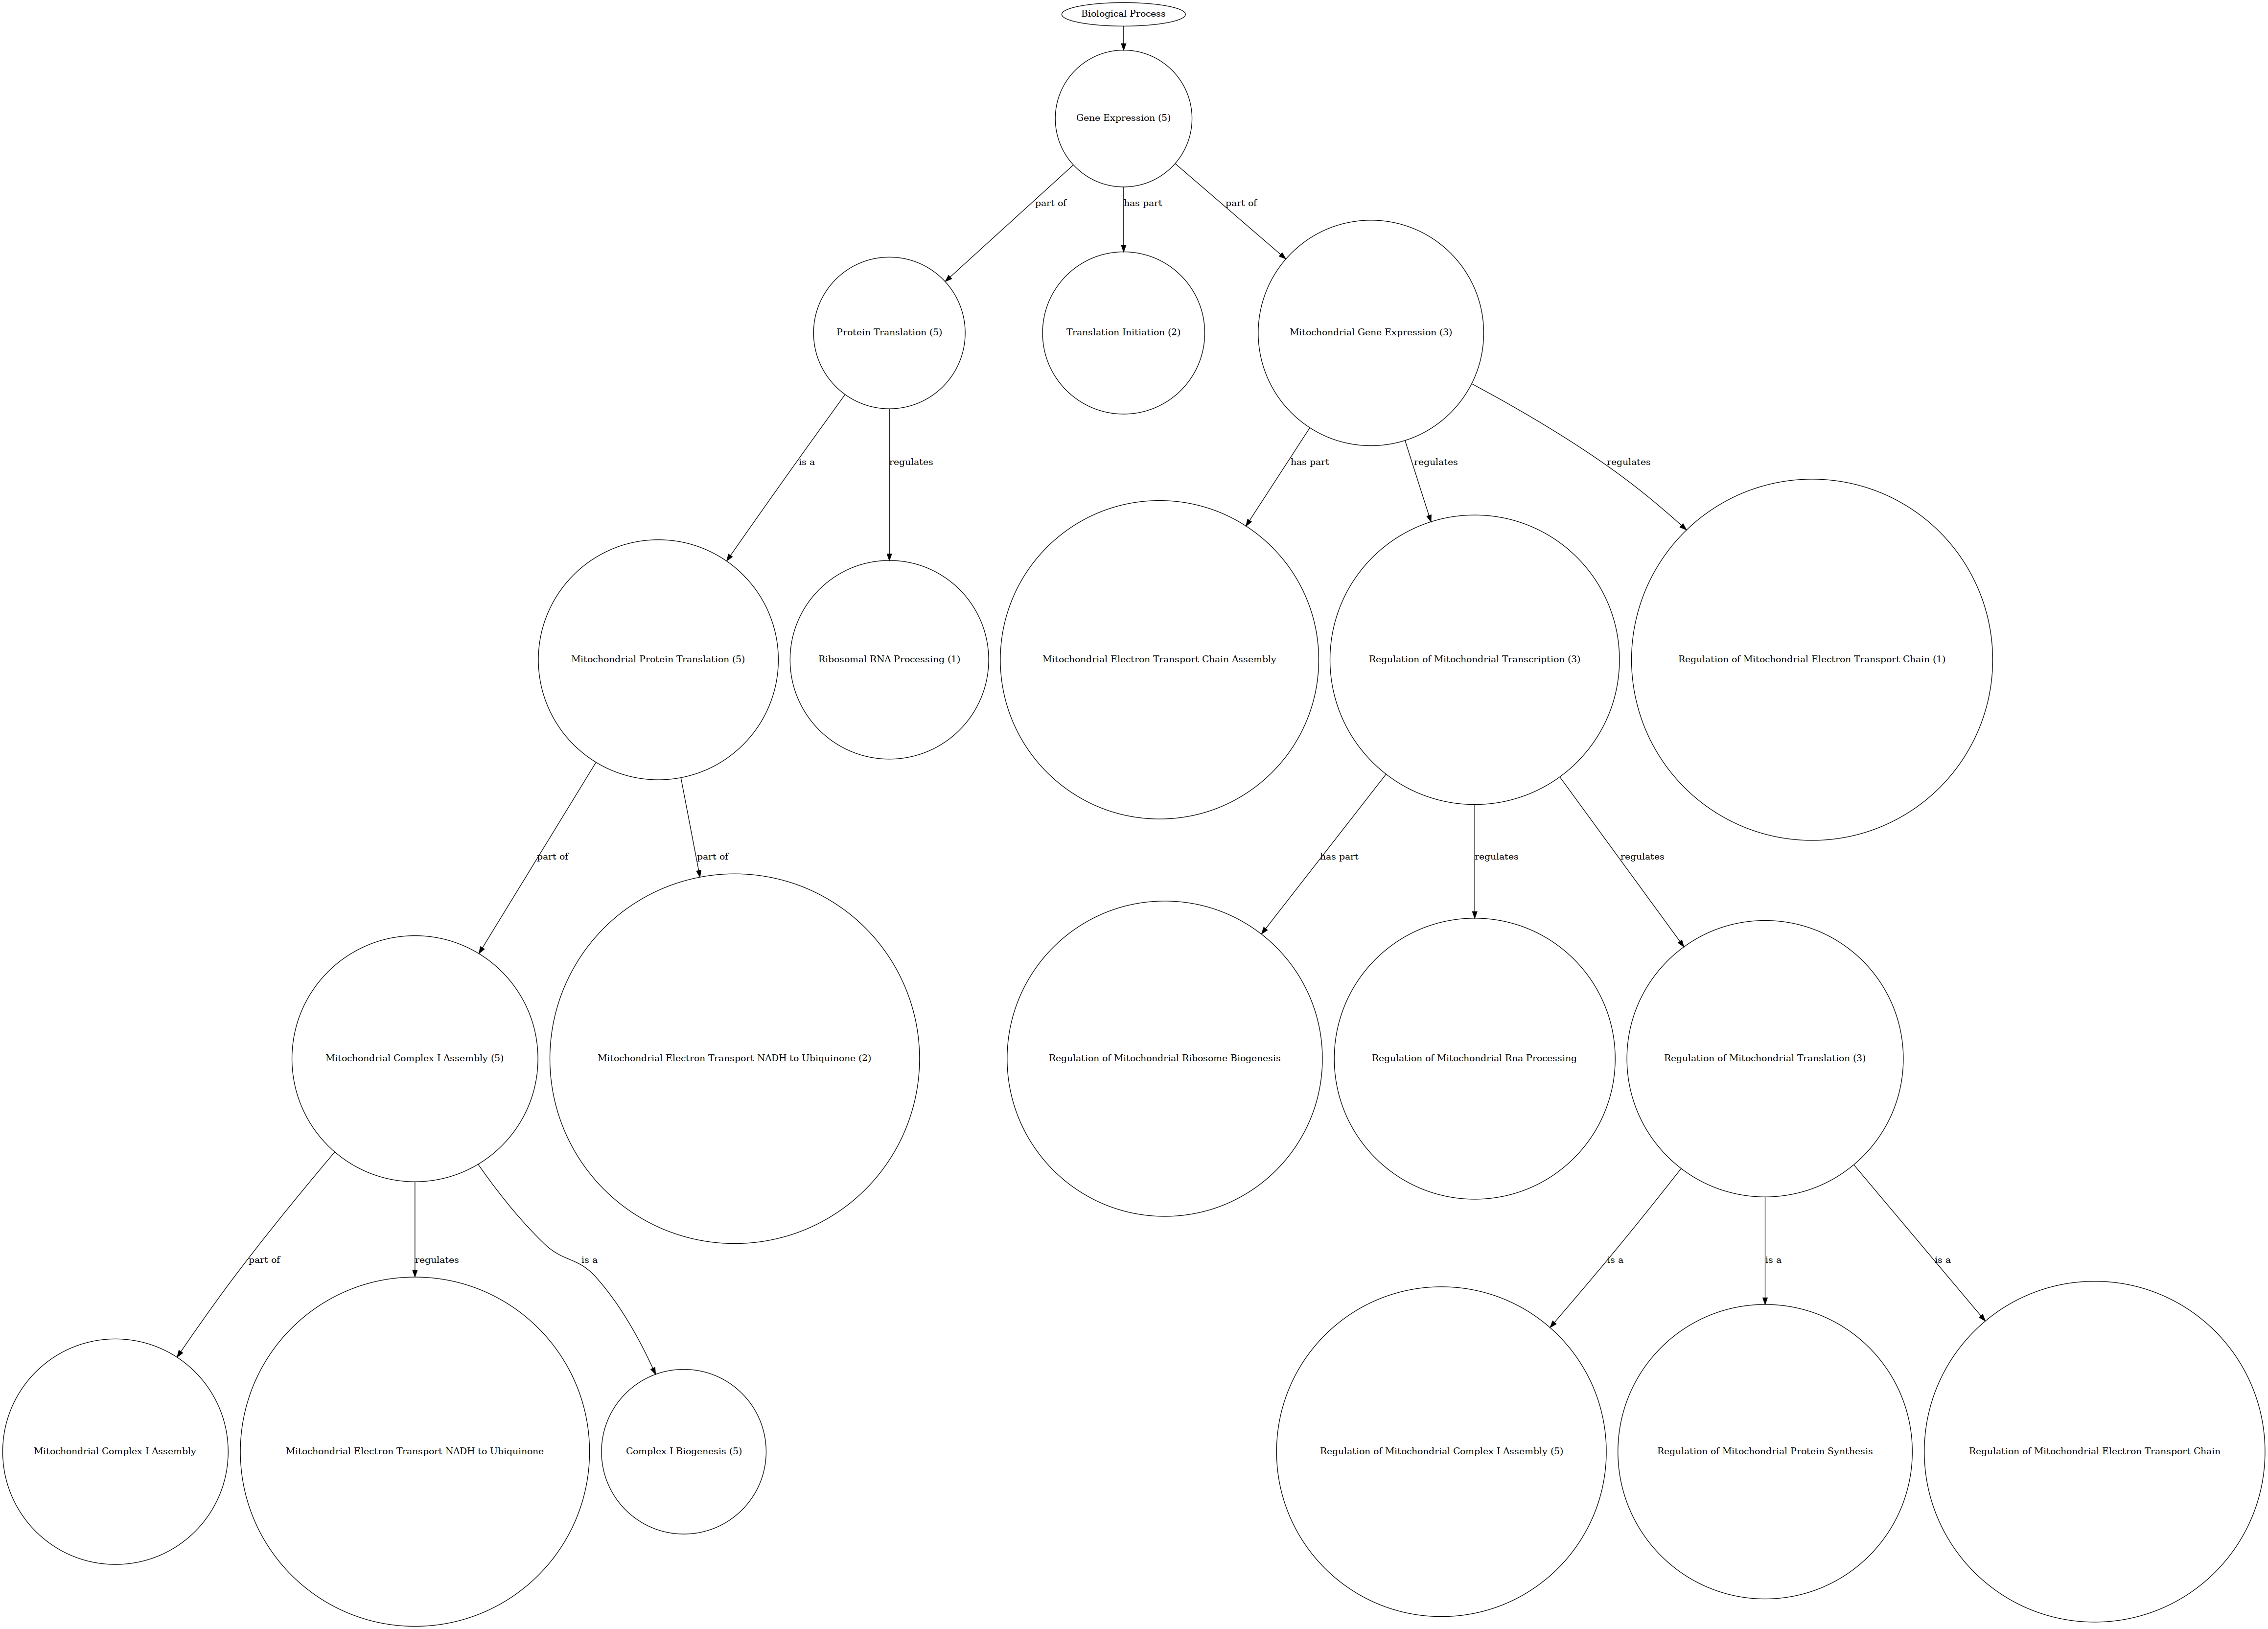 Biological Process
Gene Expression (5)
part of
has part
part of
Protein Translation (5)
Translation Initiation (2)
Mitochondrial Gene Expression (3)
is a
regulates
has part
regulates
regulates
Mitochondrial Protein Translation (5)
Ribosomal RNA Processing (1)
Mitochondrial Electron Transport Chain Assembly
Regulation of Mitochondrial Transcription (3)
Regulation of Mitochondrial Electron Transport Chain (1)
part of
part of
has part
regulates
regulates
Mitochondrial Complex I Assembly (5)
Mitochondrial Electron Transport NADH to Ubiquinone (2)
Regulation of Mitochondrial Ribosome Biogenesis
Regulation of Mitochondrial Rna Processing
Regulation of Mitochondrial Translation (3)
part of
regulates
is a
is a
is a
is a
Mitochondrial Complex I Assembly
Mitochondrial Electron Transport NADH to Ubiquinone
Complex I Biogenesis (5)
Regulation of Mitochondrial Complex I Assembly (5)
Regulation of Mitochondrial Protein Synthesis
Regulation of Mitochondrial Electron Transport Chain